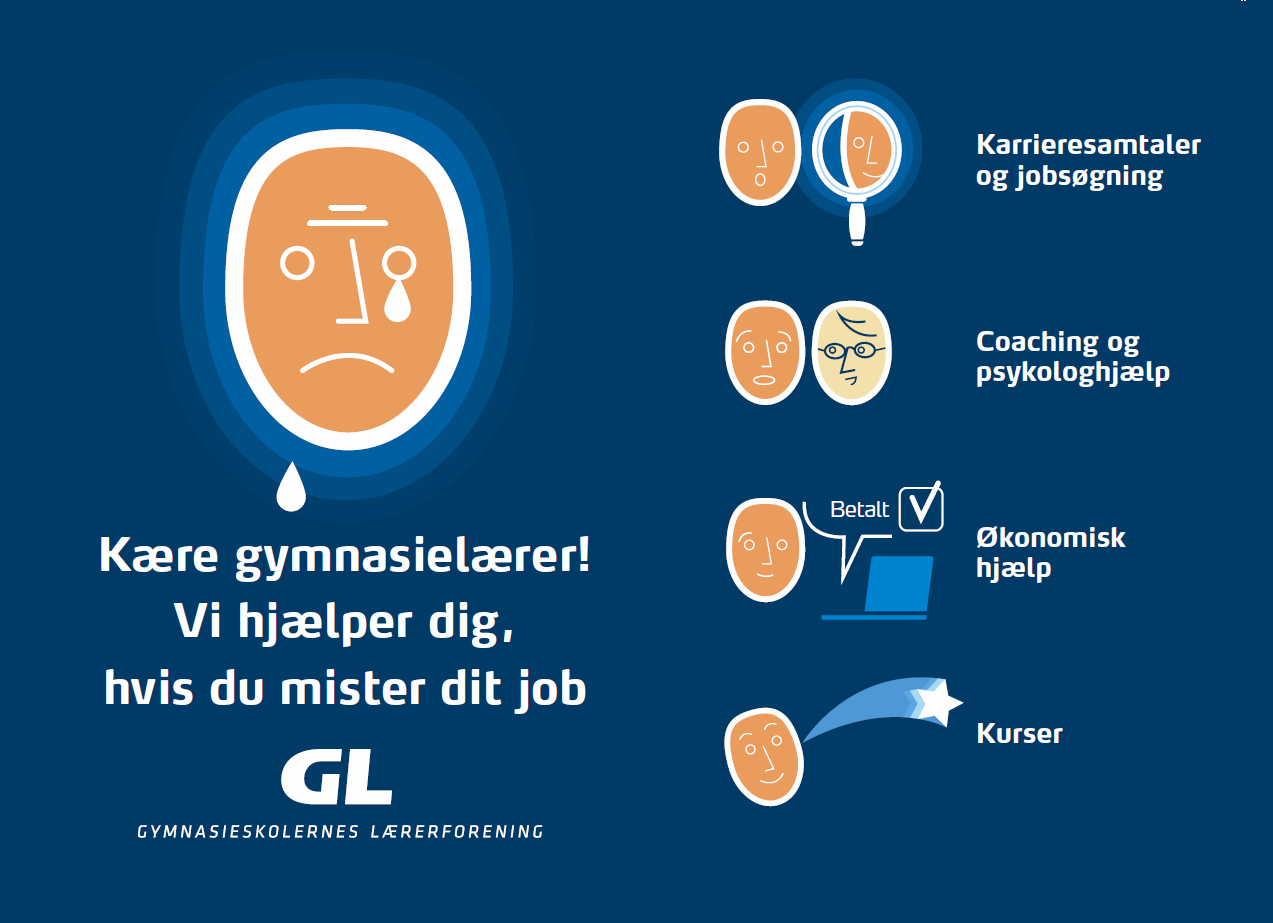 Kære gymnasielærer!
Vi hjælper dig,
hvis du mister dit job
GL
GYMNASIESKOLERNES LÆRERFORENING
Karrieresamtaler
og jobsøgning
Coaching og
psykologhjælp
Betalt
Økonomisk
hjælp
Kurser